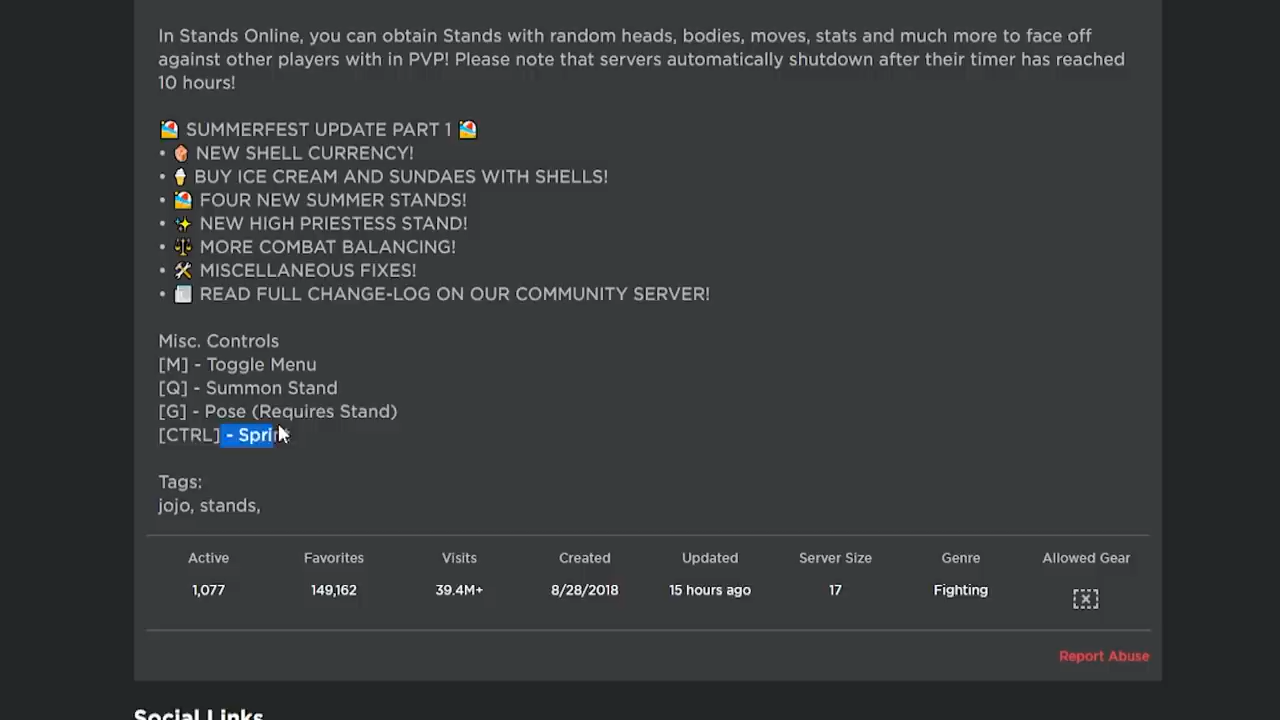 In Stands Online, you can obtain Stands with random heads, bodies, moves, stats and much more to face off
against other players with in PVP! Please note that servers automatically shutdown after their timer has reached
10 hours!
SUMMERFEST UPDATE PART 1
• NEW SHELL CURRENCY!
• BUY ICE CREAM AND SUNDAES WITH SHELLS!
• FOUR NEW SUMMER STANDS!
• NEW HIGH PRIESTESS STAND!
• MORE COMBAT BALANCING!
• MISCELLANEOUS FIXES!
• READ FULL CHANGE-LOG ON OUR COMMUNITY SERVER!
Misc. Controls
[M] - Toggle Menu
[Q] - Summon Stand
[G] - Pose (Requires Stand)
[CTRL] - Sprint
Tags:
jojo, stands,
Active Favorites Visits Created Updated Server Size Genre Allowed Gear
1,077 149,162 39.4M+ 8/28/2018 15 hours ago 17 Fighting
Report Abuse
Social Links